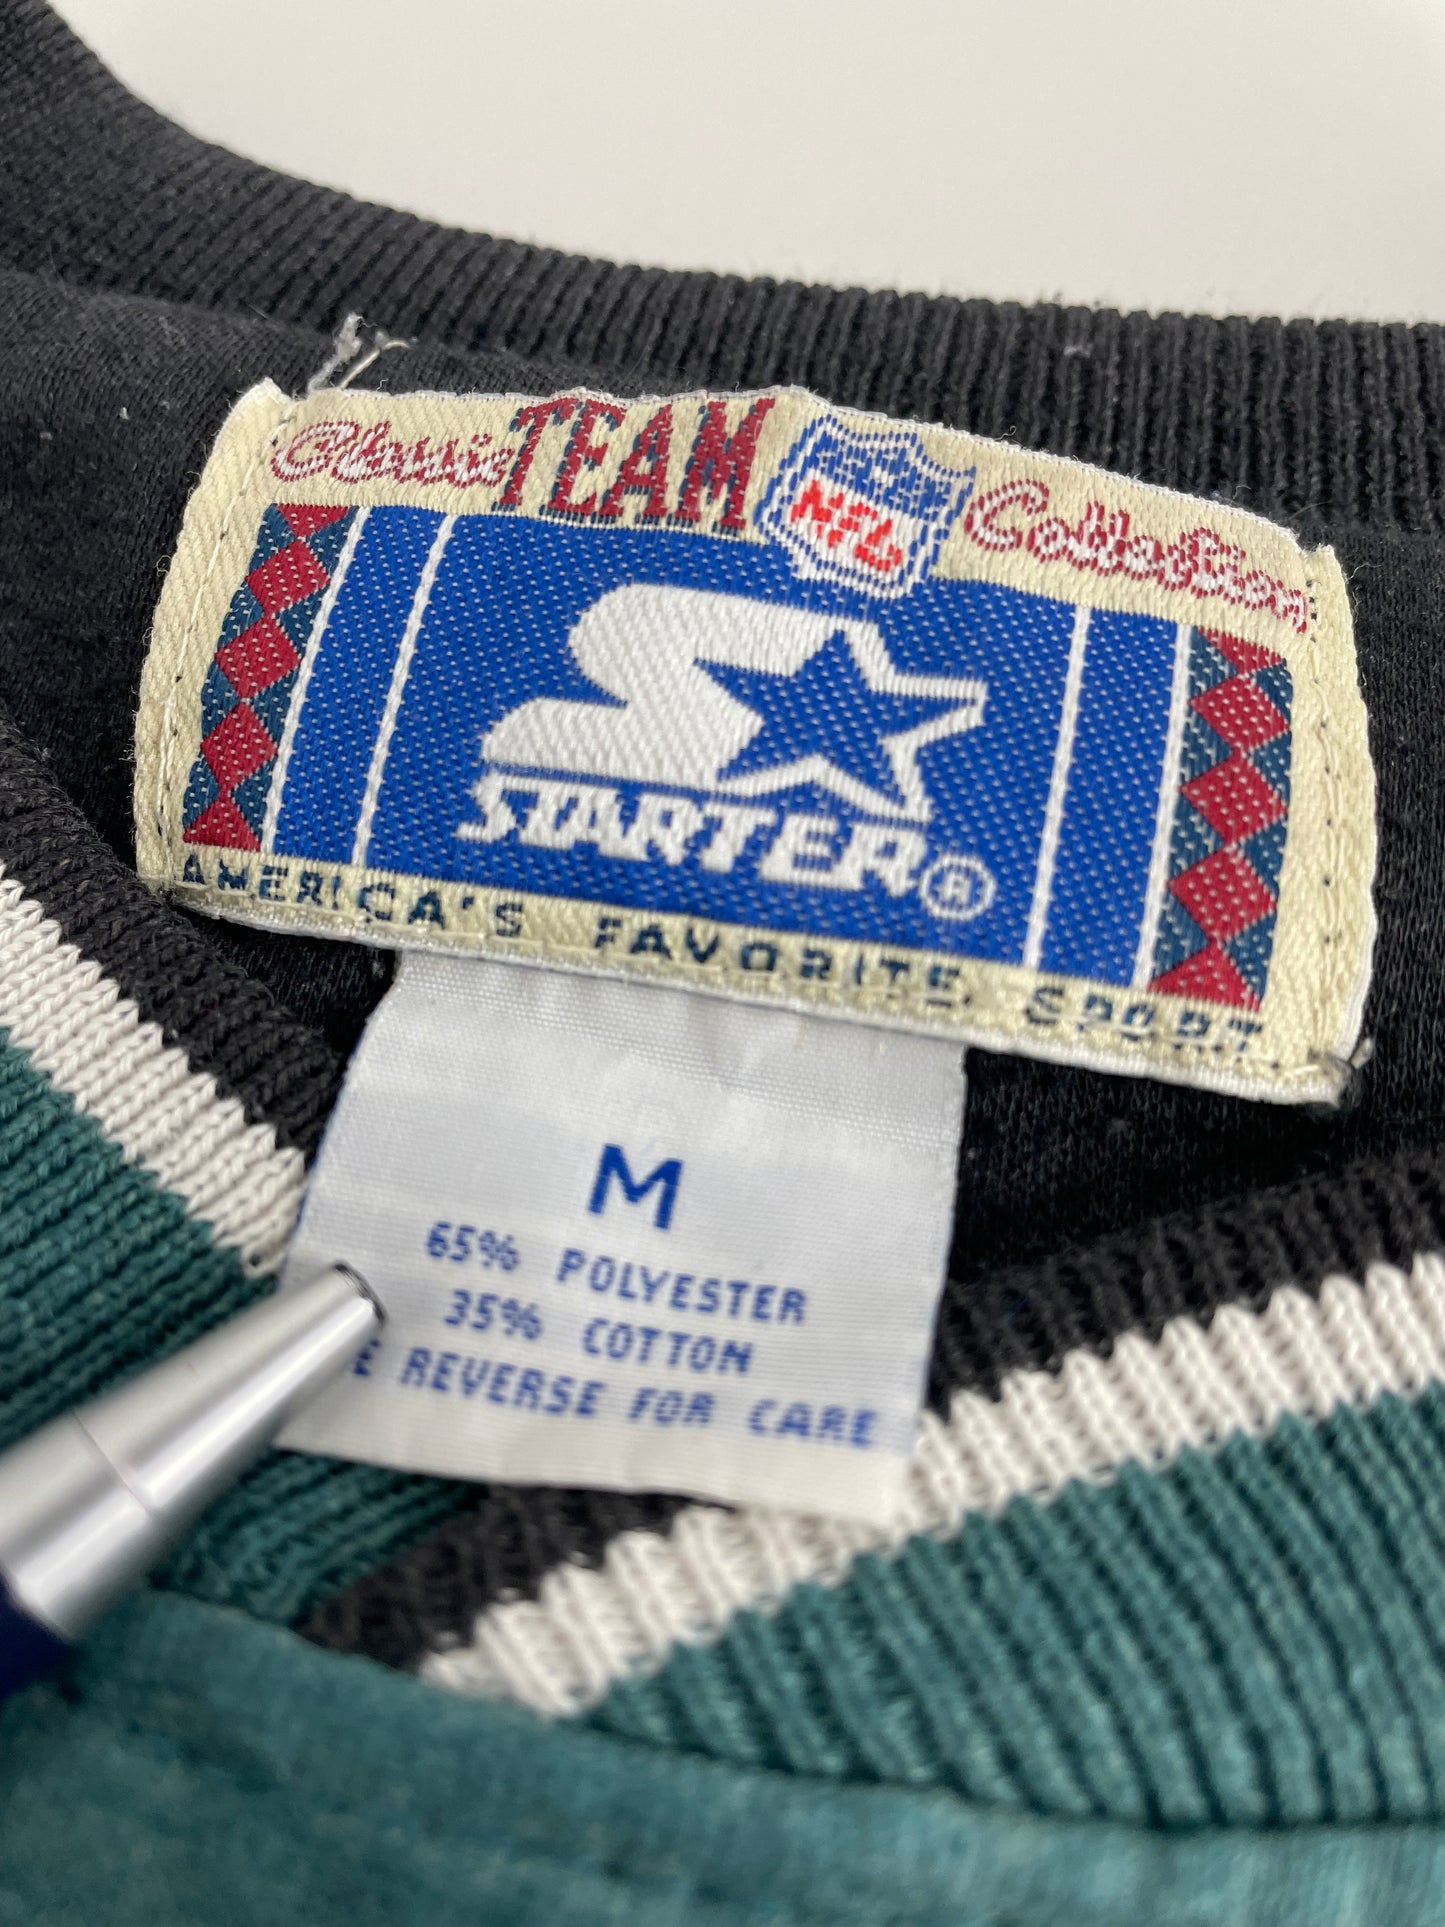 Classic TEAM NFL Collection
STARTER®
AMERICA'S FAVORITE SPORT
M
65% POLYESTER
35% COTTON
E REVERSE FOR CARE